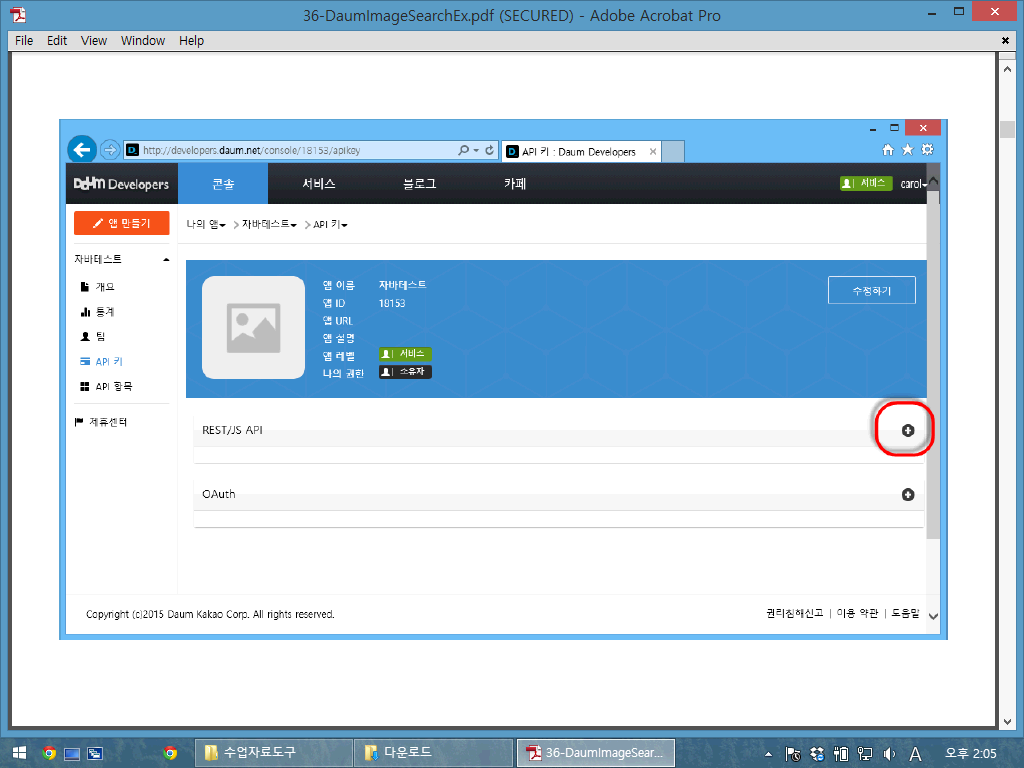 36-DaumImageSearchEx.pdf (SECURED) - Adobe Acrobat Pro
File Edit View Window Help
http://developers.daum.net/console/18153/apikey
API 키 : Daum Developers
Daum Developers 콘솔 서비스 블로그 카페 서비스 carol
앱 만들기 나의 앱 > 자바테스트 > API 키
자바테스트
개요
통계
팀
API 키
API 항목
제휴센터
앱 이름 자바테스트
수정하기
앱 ID 18153
앱 URL
앱 설명
앱 레벨 서비스
나의 권한 소유자
REST/JS API
OAuth
Copyright (c)2015 Daum Kakao Corp. All rights reserved.
권리침해신고 | 이용 약관 | 도움말
수업자료도구 다운로드 36-DaumImageSear... A 오후 2:05